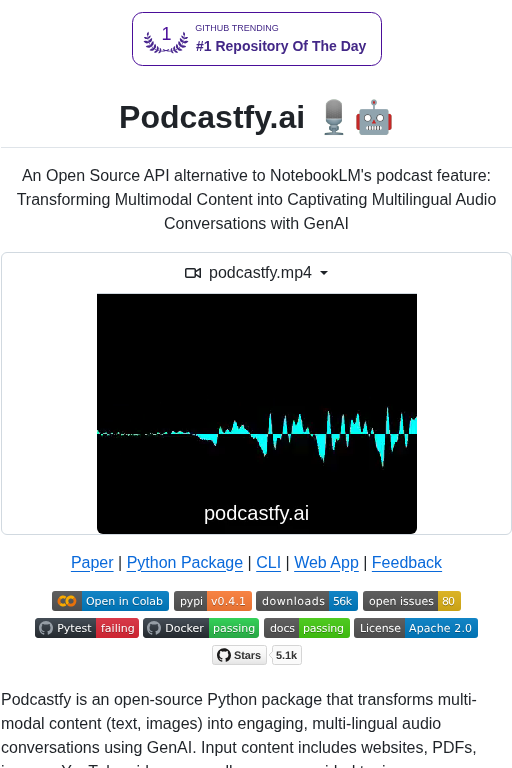 1
GITHUB TRENDING
#1 Repository Of The Day
Podcastfy.ai 🎙️🤖
An Open Source API alternative to NotebookLM's podcast feature:
Transforming Multimodal Content into Captivating Multilingual Audio
Conversations with GenAI
podcastfy.mp4
podcastfy.ai
Paper | Python Package | CLI | Web App | Feedback
Open in Colab pypi v0.4.1 downloads 56k open issues 80
Pytest failing Docker passing docs passing License Apache 2.0
Stars 5.1k
Podcastfy is an open-source Python package that transforms multi-
modal content (text, images) into engaging, multi-lingual audio
conversations using GenAI. Input content includes websites, PDFs,